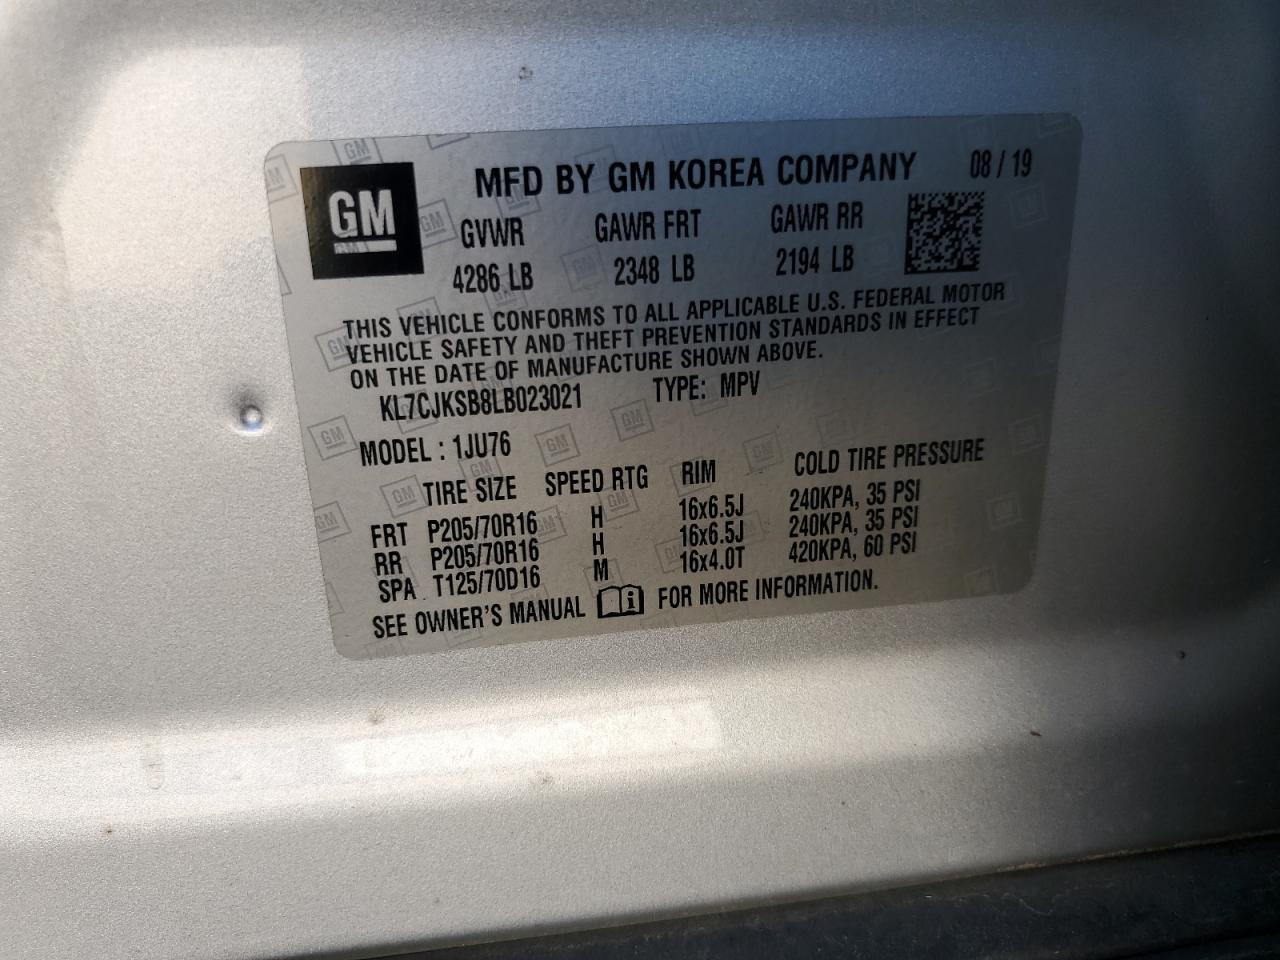 GM MFD BY GM KOREA COMPANY 08 / 19
GVWR GAWR FRT GAWR RR
4286 LB 2348 LB 2194 LB
THIS VEHICLE CONFORMS TO ALL APPLICABLE U.S. FEDERAL MOTOR
VEHICLE SAFETY AND THEFT PREVENTION STANDARDS IN EFFECT
ON THE DATE OF MANUFACTURE SHOWN ABOVE.
KL7CJKSB8LB023021 TYPE: MPV
MODEL : 1JU76
TIRE SIZE SPEED RTG RIM COLD TIRE PRESSURE
FRT P205/70R16 H 16x6.5J 240KPA, 35 PSI
RR P205/70R16 H 16x6.5J 240KPA, 35 PSI
SPA T125/70D16 M 16x4.0T 420KPA, 60 PSI
SEE OWNER'S MANUAL FOR MORE INFORMATION.